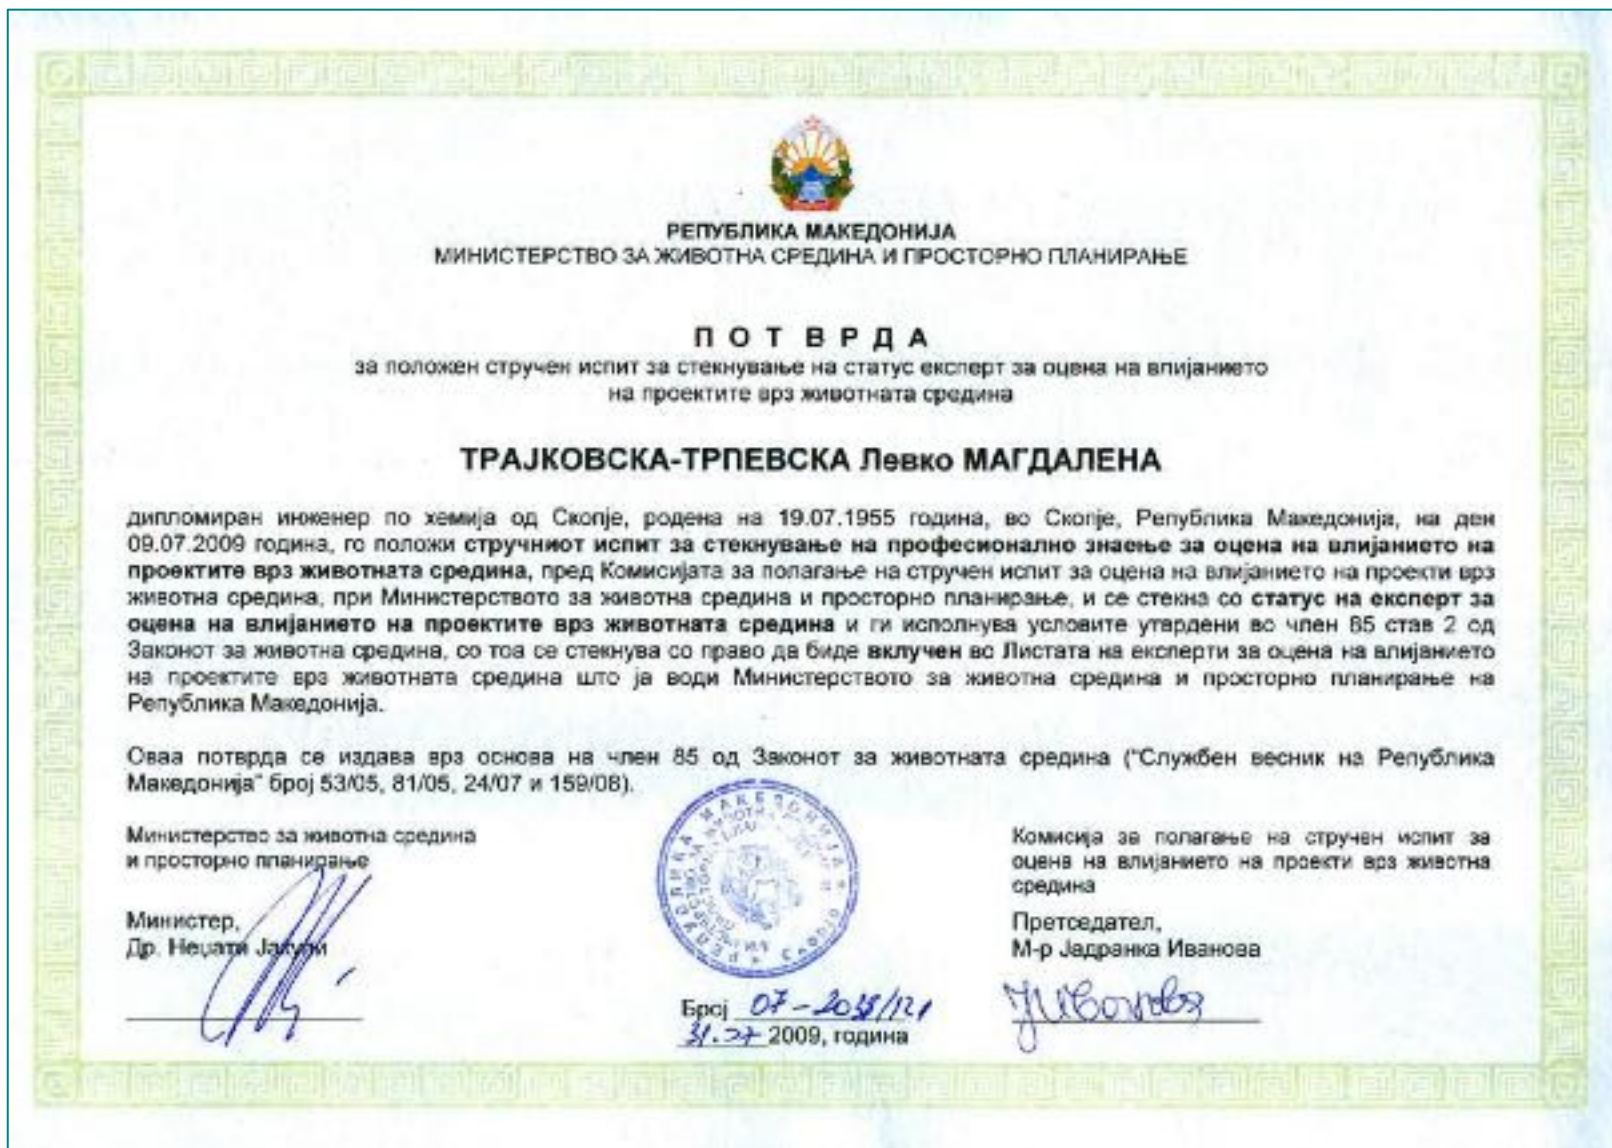 РЕПУБЛИКА МАКЕДОНИЈА
МИНИСТЕРСТВО ЗА ЖИВОТНА СРЕДИНА И ПРОСТОРНО ПЛАНИРАЊЕ
П О Т В Р Д А
за положен стручен испит за стекнување на статус експерт за оцена на влијанието
на проектите врз животната средина
ТРАЈКОВСКА-ТРПЕВСКА Левко МАГДАЛЕНА
дипломиран инженер по хемија од Скопје, родена на 19.07.1955 година, во Скопје, Република Македонија, на ден
09.07.2009 година, го положи стручниот испит за стекнување на професионално знаење за оцена на влијанието на
проектите врз животната средина, пред Комисијата за полагање на стручен испит за оцена на влијанието на проекти врз
животна средина, при Министерството за животна средина и просторно планирање, и се стекна со статус на експерт за
оцена на влијанието на проектите врз животната средина и ги исполнува условите утврдени во член 85 став 2 од
Законот за животна средина, со тоа се стекнува со право да биде вклучен во Листата на експерти за оцена на влијанието
на проектите врз животната средина што ја води Министерството за животна средина и просторно планирање на
Република Македонија.
Оваа потврда се издава врз основа на член 85 од Законот за животната средина ("Службен весник на Република
Македонија" број 53/05, 81/05, 24/07 и 159/08).
Министерство за животна средина
и просторно планирање
Министер,
Др. Неџати Јакупи
РЕПУБЛИКА МАКЕДОНИЈА
Комисија за полагање на стручен испит за
оцена на влијанието на проекти врз животна
средина
Претседател,
М-р Јадранка Иванова
Број 07-2038/121
31.07 2009, година